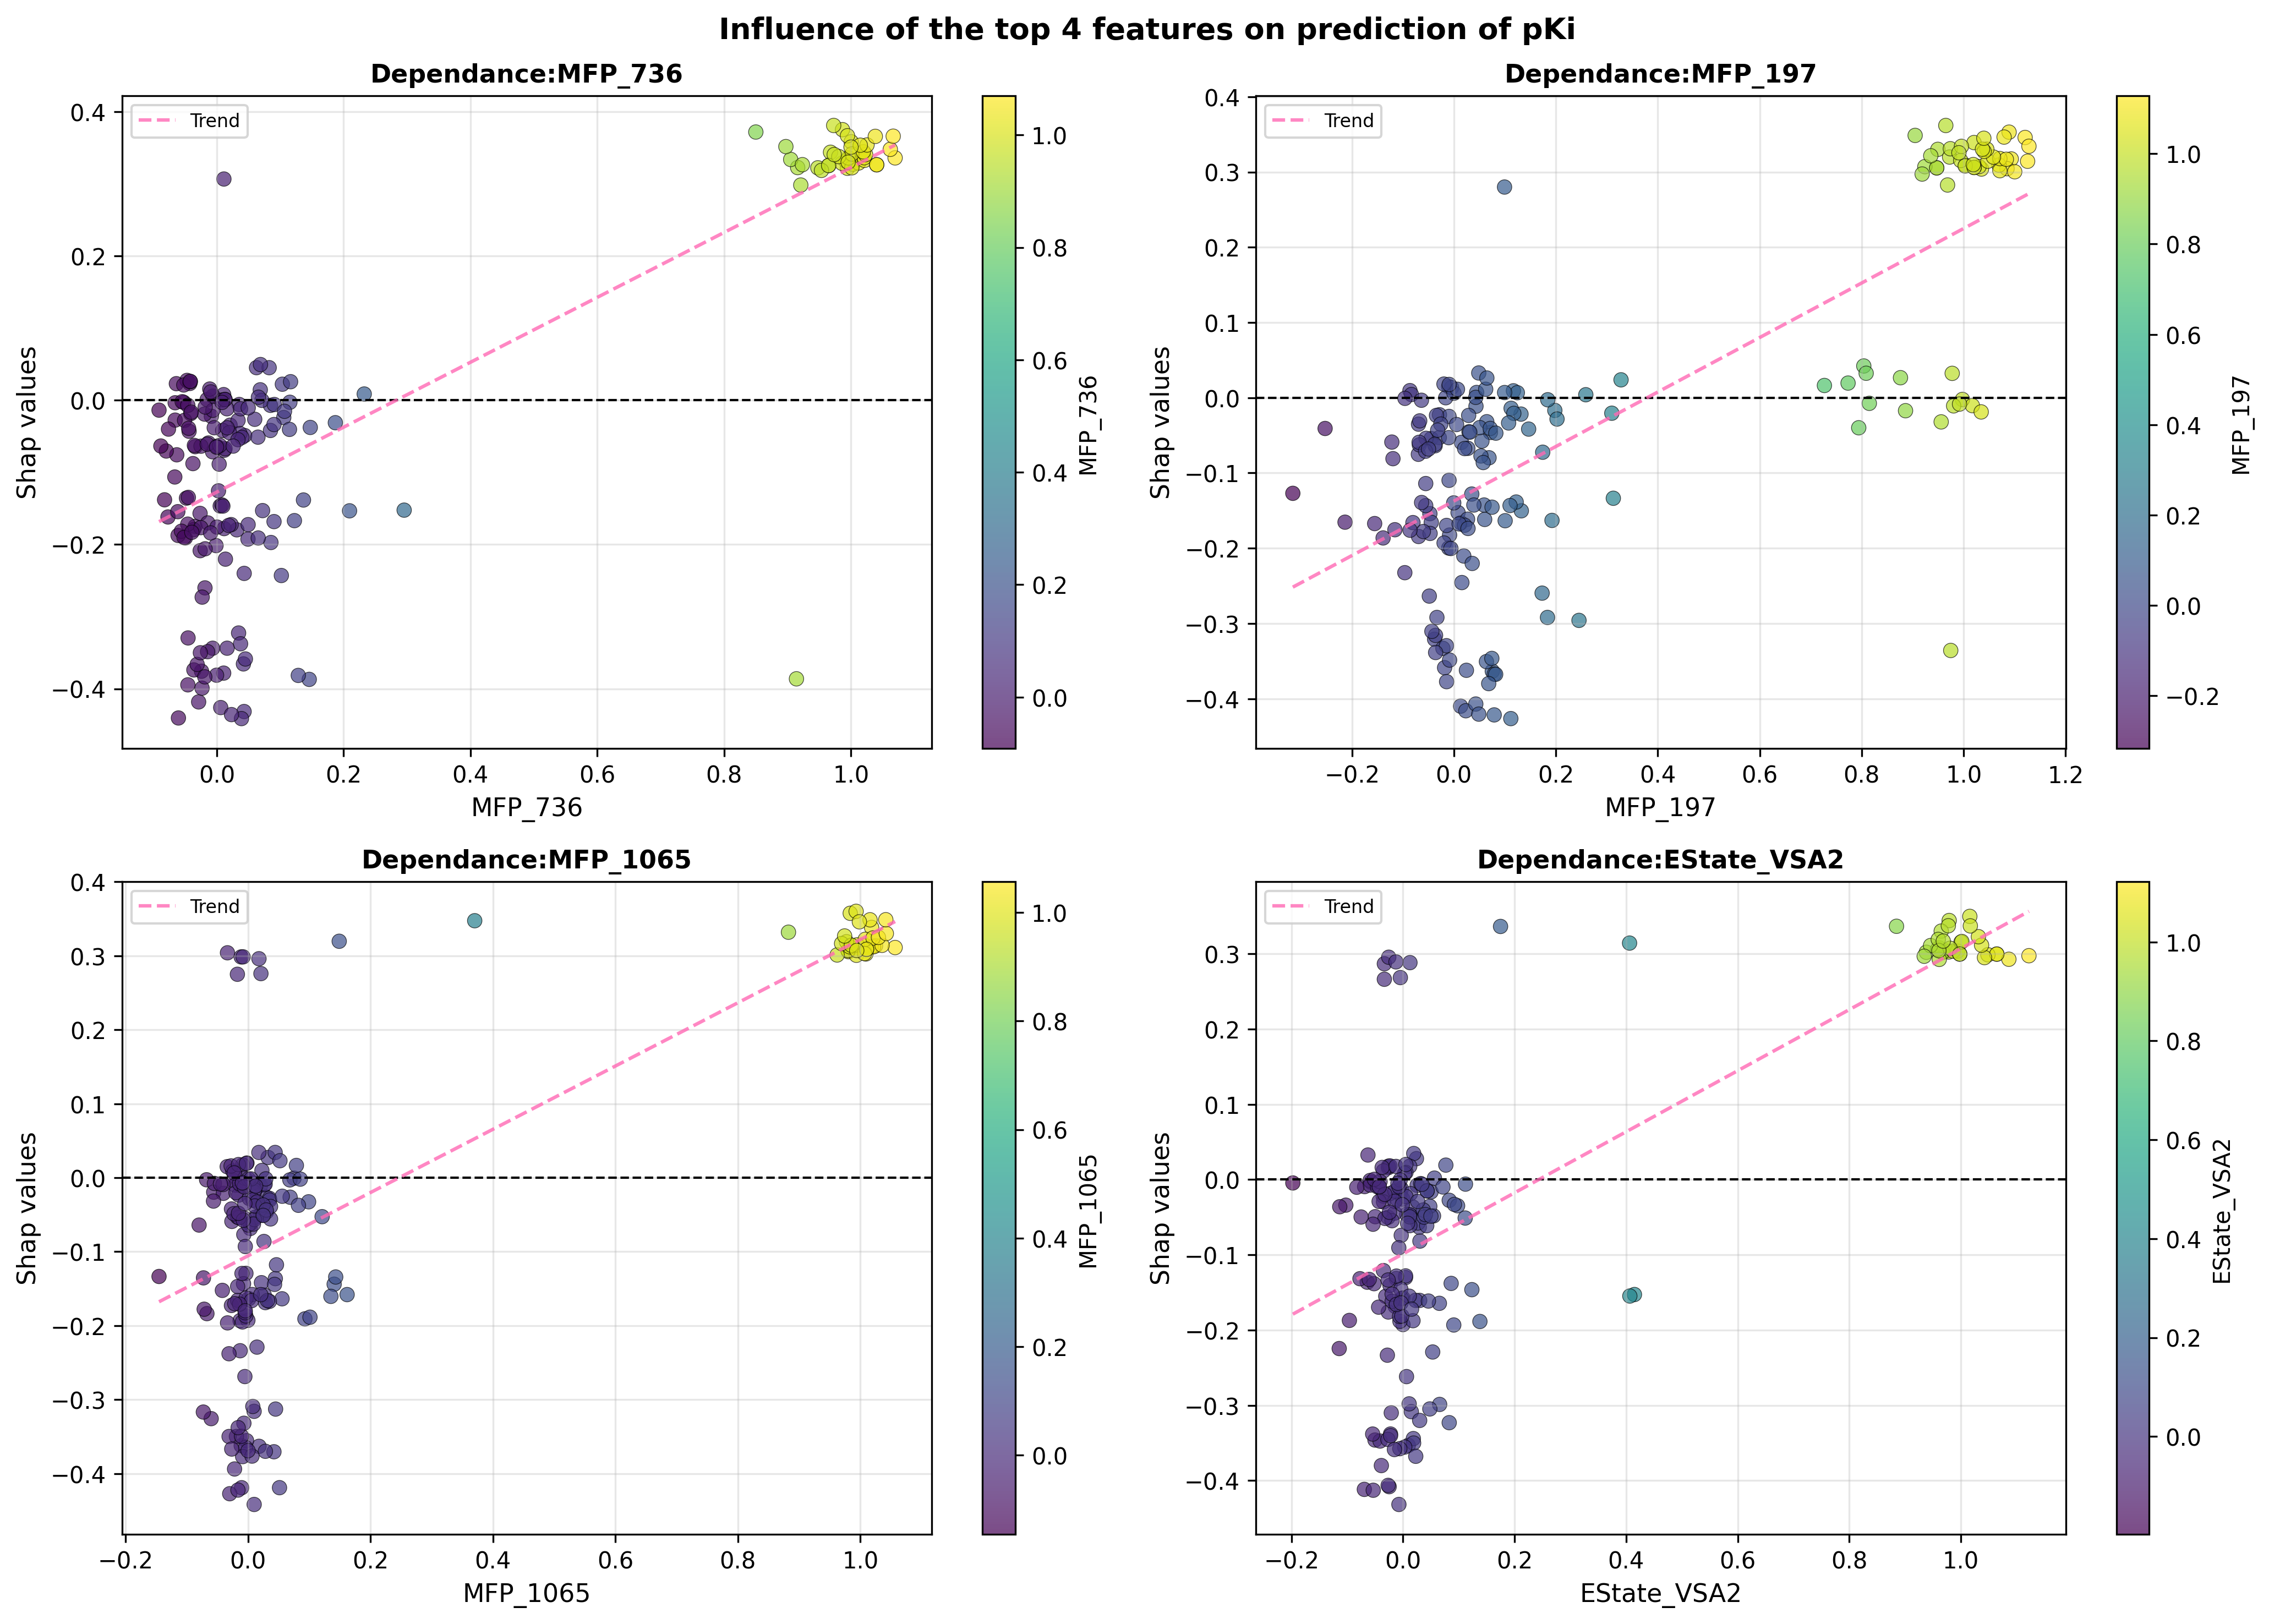 Influence of the top 4 features on prediction of pKi
Dependance:MFP_736
Trend
Shap values
0.4
0.2
0.0
−0.2
−0.4
0.0 0.2 0.4 0.6 0.8 1.0
MFP_736
1.0
0.8
0.6
0.4
0.2
0.0
MFP_736
Dependance:MFP_197
Trend
Shap values
0.4
0.3
0.2
0.1
0.0
−0.1
−0.2
−0.3
−0.4
−0.2 0.0 0.2 0.4 0.6 0.8 1.0 1.2
MFP_197
1.0
0.8
0.6
0.4
0.2
0.0
−0.2
MFP_197
Dependance:MFP_1065
Trend
Shap values
0.4
0.3
0.2
0.1
0.0
−0.1
−0.2
−0.3
−0.4
−0.2 0.0 0.2 0.4 0.6 0.8 1.0
MFP_1065
1.0
0.8
0.6
0.4
0.2
0.0
MFP_1065
Dependance:EState_VSA2
Trend
Shap values
0.3
0.2
0.1
0.0
−0.1
−0.2
−0.3
−0.4
−0.2 0.0 0.2 0.4 0.6 0.8 1.0
EState_VSA2
1.0
0.8
0.6
0.4
0.2
0.0
EState_VSA2